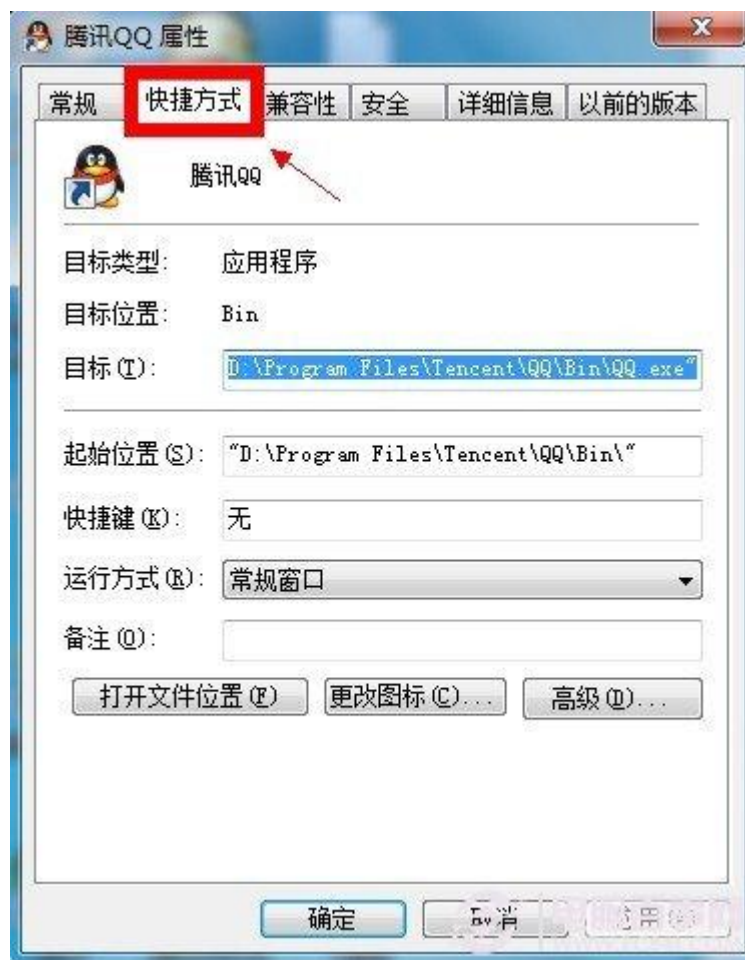 腾讯QQ 属性
常规 快捷方式 兼容性 安全 详细信息 以前的版本
腾讯QQ
目标类型: 应用程序
目标位置: Bin
目标(T): D:\Program Files\Tencent\QQ\Bin\QQ.exe"
起始位置(S): "D:\Program Files\Tencent\QQ\Bin\"
快捷键(K): 无
运行方式(R): 常规窗口
备注(O):
打开文件位置(F) 更改图标(C)... 高级(D)...
确定 取消